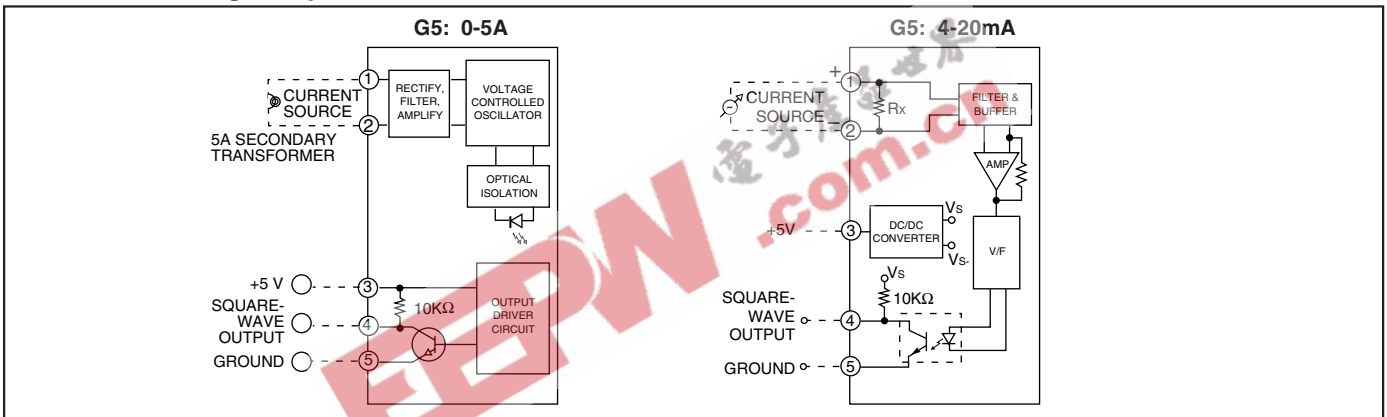 G5: 0-5A
1
CURRENT
SOURCE
2
5A SECONDARY
TRANSFORMER
RECTIFY,
FILTER,
AMPLIFY
VOLTAGE
CONTROLLED
OSCILLATOR
OPTICAL
ISOLATION
+5 V
3
SQUARE-
WAVE
OUTPUT
4
10KΩ
GROUND
5
OUTPUT
DRIVER
CIRCUIT
G5: 4-20mA
+
1
CURRENT
SOURCE
–
2
RX
FILTER &
BUFFER
AMP
+5V
3
DC/DC
CONVERTER
VS
VS-
V/F
VS
10KΩ
SQUARE-
WAVE
OUTPUT
4
GROUND
5
EEPW
.com.cn